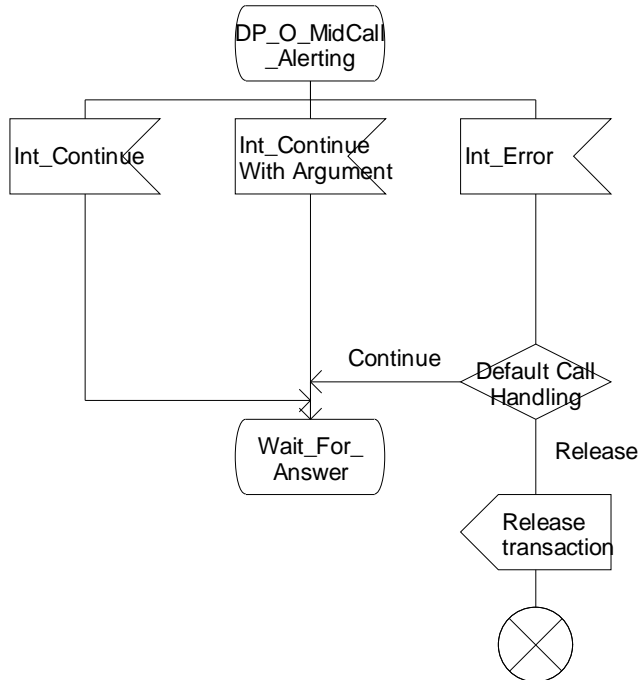 DP_O_MidCall
_Alerting
Int_Continue
Int_Continue
With Argument
Int_Error
Continue
Default Call
Handling
Wait_For_
Answer
Release
Release
transaction